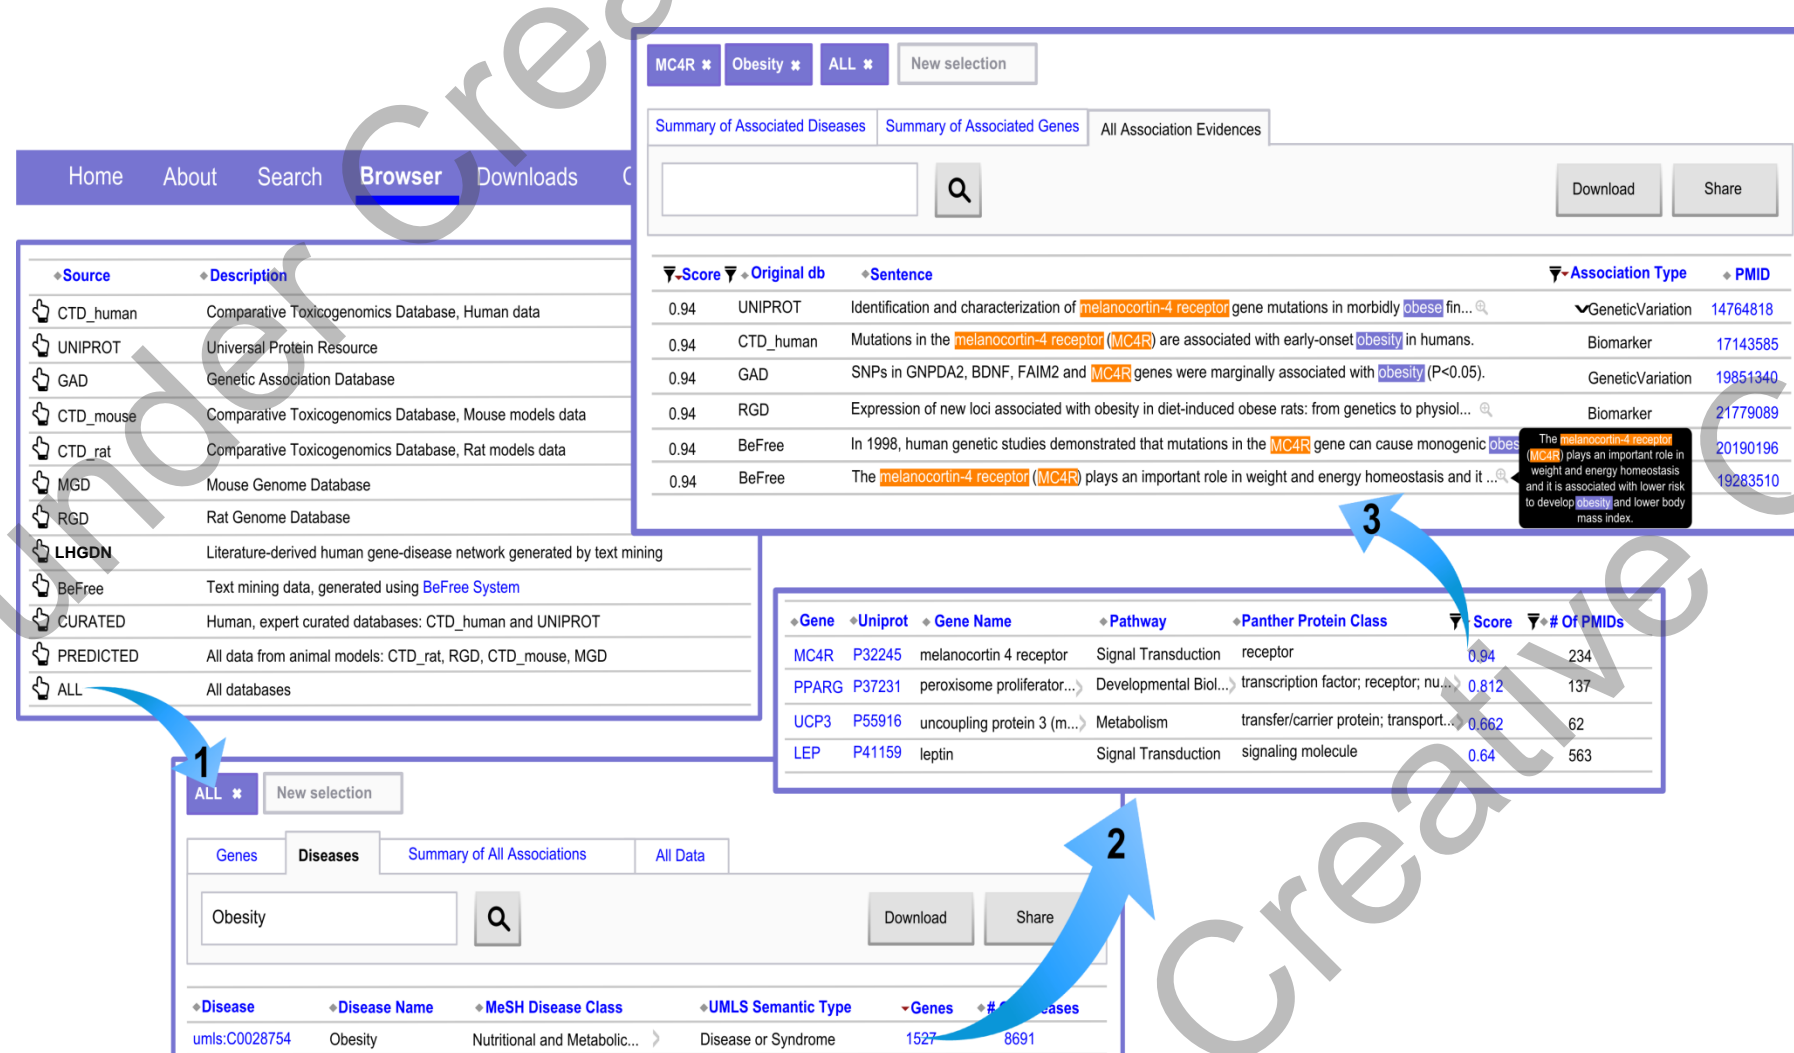 Home About Search Browser Downloads
Source Description
CTD_human Comparative Toxicogenomics Database, Human data
UNIPROT Universal Protein Resource
GAD Genetic Association Database
CTD_mouse Comparative Toxicogenomics Database, Mouse models data
CTD_rat Comparative Toxicogenomics Database, Rat models data
MGD Mouse Genome Database
RGD Rat Genome Database
LHGDN Literature-derived human gene-disease network generated by text mining
BeFree Text mining data, generated using BeFree System
CURATED Human, expert curated databases: CTD_human and UNIPROT
PREDICTED All data from animal models: CTD_rat, RGD, CTD_mouse, MGD
ALL All databases
1
ALL New selection
Genes Diseases Summary of All Associations All Data
Obesity Download Share
Disease Disease Name MeSH Disease Class UMLS Semantic Type Genes #
umls:C0028754 Obesity Nutritional and Metabolic... Disease or Syndrome 1527 8691
2
Gene Uniprot Gene Name Pathway Panther Protein Class Score # Of PMIDs
MC4R P32245 melanocortin 4 receptor Signal Transduction receptor 0.94 234
PPARG P37231 peroxisome proliferator... Developmental Biol... transcription factor; receptor; nu... 0.812 137
UCP3 P55916 uncoupling protein 3 (m... Metabolism transfer/carrier protein; transport... 0.662 62
LEP P41159 leptin Signal Transduction signaling molecule 0.64 563
3
MC4R Obesity ALL New selection
Summary of Associated Diseases Summary of Associated Genes All Association Evidences
Download Share
Score Original db Sentence Association Type PMID
0.94 UNIPROT Identification and characterization of melanocortin-4 receptor gene mutations in morbidly obese fin... GeneticVariation 14764818
0.94 CTD_human Mutations in the melanocortin-4 receptor (MC4R) are associated with early-onset obesity in humans. Biomarker 17143585
0.94 GAD SNPs in GNPDA2, BDNF, FAIM2 and MC4R genes were marginally associated with obesity (P<0.05). GeneticVariation 19851340
0.94 RGD Expression of new loci associated with obesity in diet-induced obese rats: from genetics to physiol... Biomarker 21779089
0.94 BeFree In 1998, human genetic studies demonstrated that mutations in the MC4R gene can cause monogenic obes 20190196
0.94 BeFree The melanocortin-4 receptor (MC4R) plays an important role in weight and energy homeostasis and it ... 19283510
The melanocortin-4 receptor
(MC4R) plays an important role in
weight and energy homeostasis
and it is associated with lower risk
to develop obesity and lower body
mass index.
under Crea
Creative C